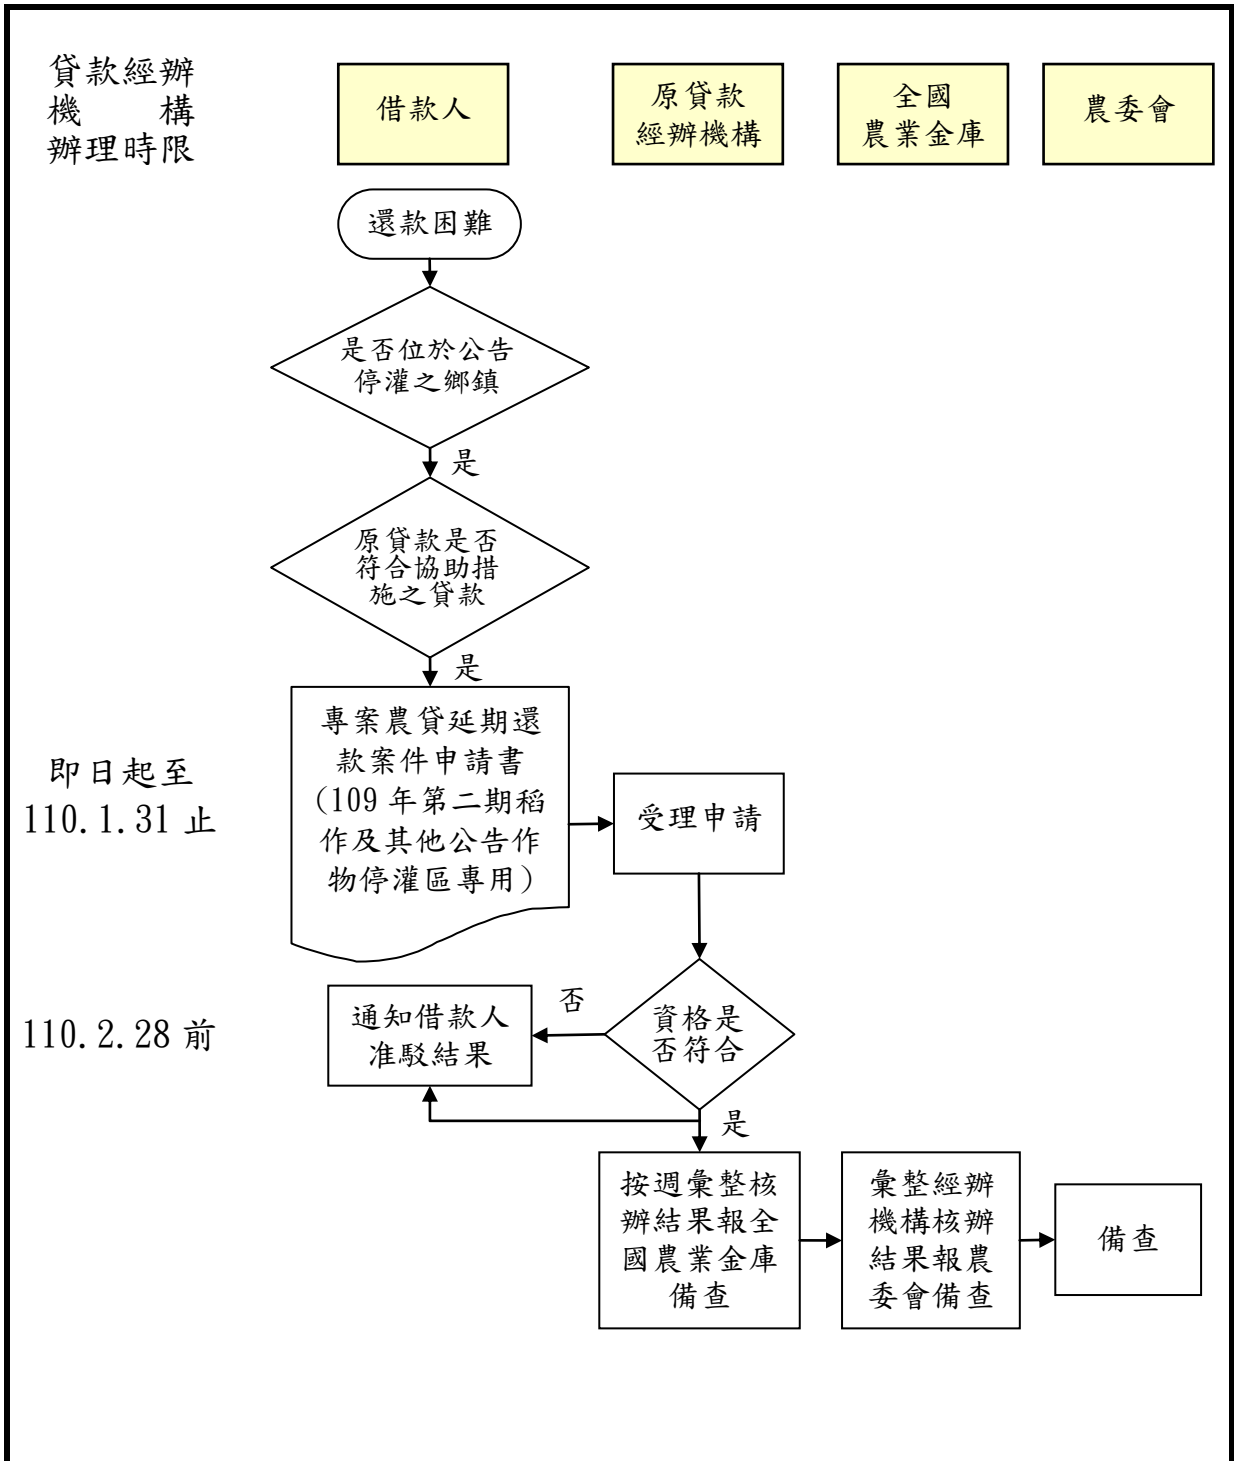 貸款經辦
機構
辦理時限
借款人
原貸款
經辦機構
全國
農業金庫
農委會
還款困難
是否位於公告
停灌之鄉鎮
是
原貸款是否
符合協助措
施之貸款
是
即日起至
110.1.31 止
專案農貸延期還
款案件申請書
(109 年第二期稻
作及其他公告作
物停灌區專用)
受理申請
110.2.28 前
通知借款人
准駁結果
否
資格是
否符合
是
按週彙整核
辦結果報全
國農業金庫
備查
彙整經辦
機構核辦
結果報農
委會備查
備查